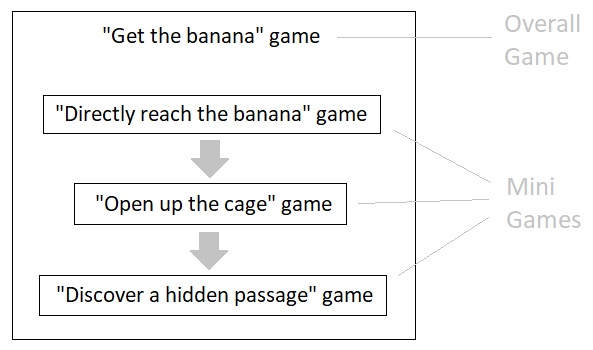 "Get the banana" game
Overall
Game
"Directly reach the banana" game
"Open up the cage" game
Mini
Games
"Discover a hidden passage" game